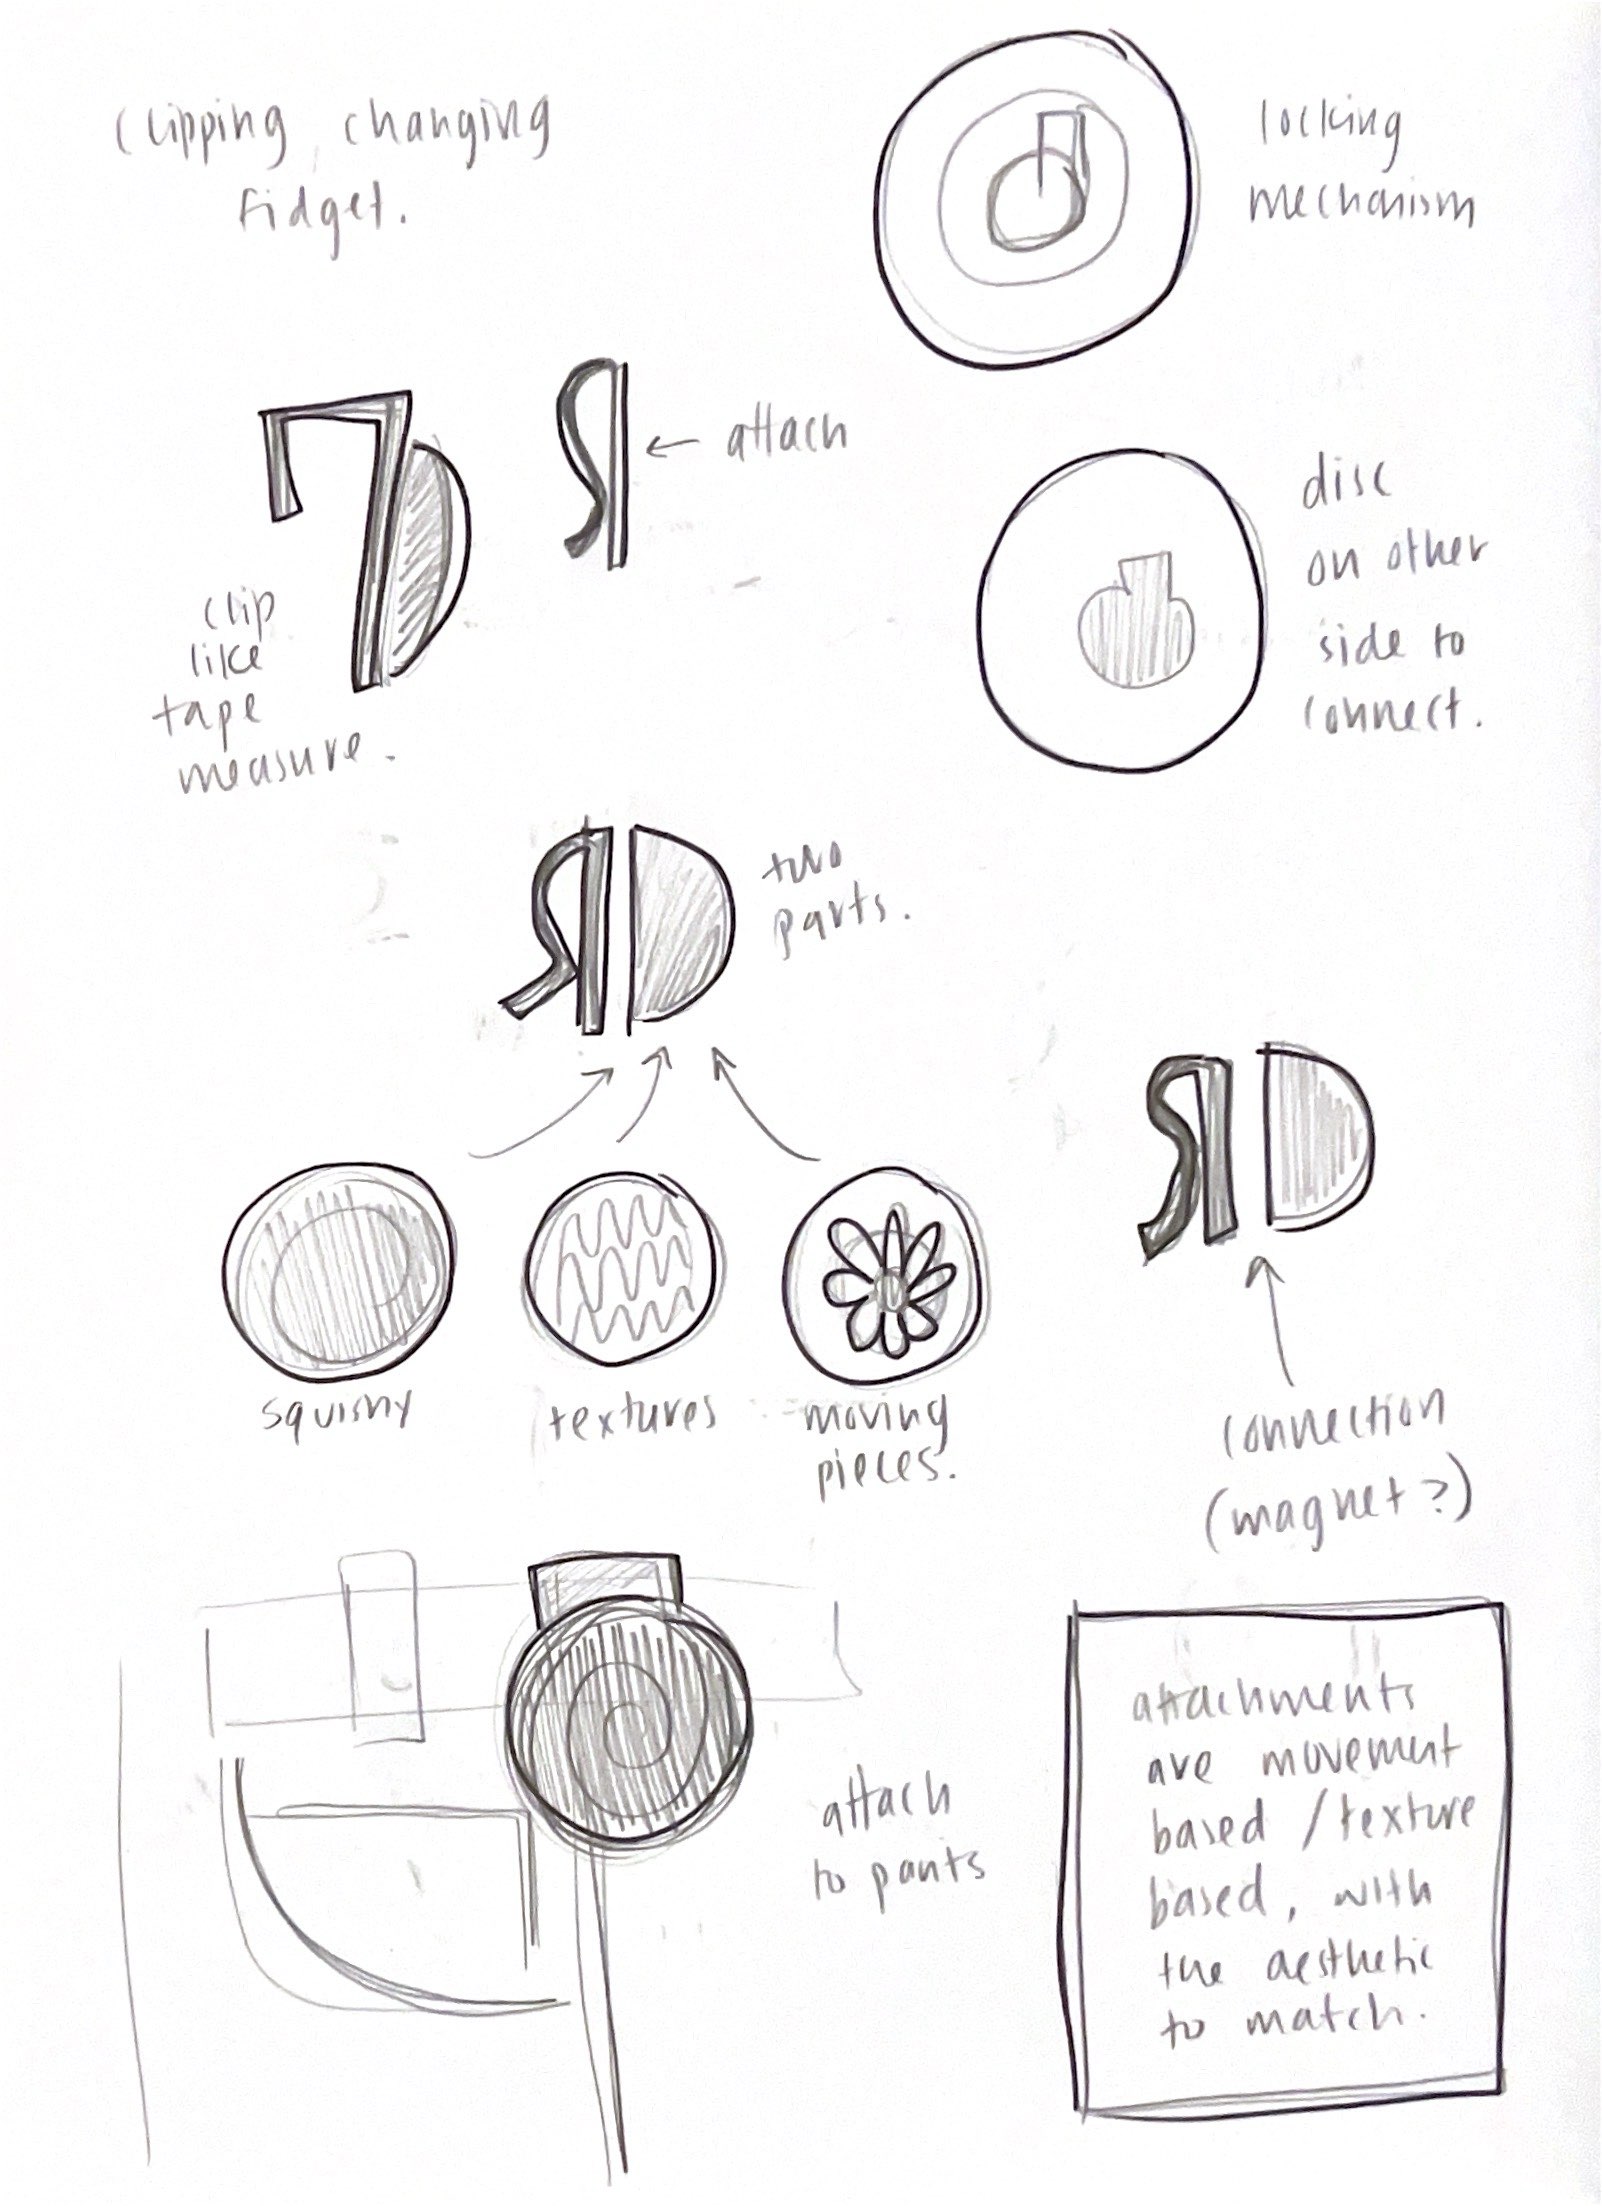 clipping, changing
fidget.
locking
mechanism
attach
clip
like
tape
measure.
disc
on other
side to
connect.
two
parts.
squishy
textures
moving
pieces.
connection
(magnet?)
attach
to pants
attachments
are movement
based / texture
based, with
the aesthetic
to match.